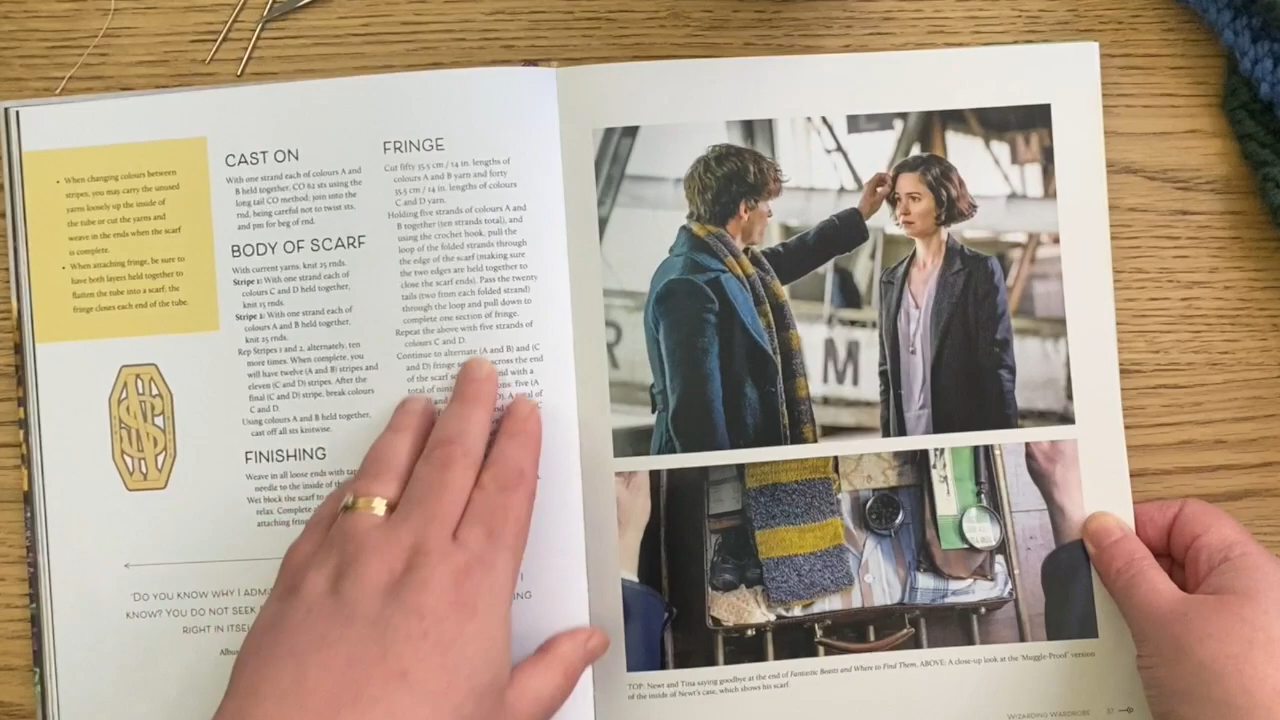 • When changing colours between
stripes, you may carry the unused
yarns loosely up the inside of
the tube or cut the yarns and
weave in the ends when the scarf
is complete.
• When attaching fringe, be sure to
have both layers held together to
flatten the tube into a scarf; the
fringe closes each end of the tube.
CAST ON
With one strand each of colours A and
B held together, CO 82 sts using the
long tail CO method; join into the
rnd, being careful not to twist sts,
and pm for beg of rnd.
BODY OF SCARF
With current yarns, knit 25 rnds.
Stripe 1: With one strand each of
colours C and D held together,
knit 15 rnds.
Stripe 2: With one strand each of
colours A and B held together,
knit 25 rnds.
Rep Stripes 1 and 2, alternately, ten
more times. When complete, you
will have twelve (A and B) stripes and
eleven (C and D) stripes. After the
final (C and D) stripe, break colours
C and D.
Using colours A and B held together,
cast off all sts knitwise.
FINISHING
Weave in all loose ends with
needle to the inside of
Wet block the scarf to
relax. Complete
attaching
FRINGE
Cut fifty 35.5 cm / 14 in. lengths of
colours A and B yarn and forty
35.5 cm / 14 in. lengths of colours
C and D yarn.
Holding five strands of colours A and
B together (ten strands total), and
using the crochet hook, pull the
loop of the folded strands through
the edge of the scarf (making sure
the two edges are held together to
close the scarf ends). Pass the twenty
tails (two from each folded strand)
through the loop and pull down to
complete one section of fringe.
Repeat the above with five strands of
colours C and D.
Continue to alternate (A and B) and (C
and D) fringe across the end
of the scarf end with a
total of five (A
and A total of
and C
'DO YOU KNOW WHY I
KNOW? YOU DO NOT SEEK
RIGHT IN
I
R
M
TOP: Newt and Tina saying goodbye at the end of Fantastic Beasts and Where to Find Them. ABOVE: A close-up look at the 'Muggle-Proof' version
of the inside of Newt's case, which shows his scarf.
WIZARDING WARDROBE 37